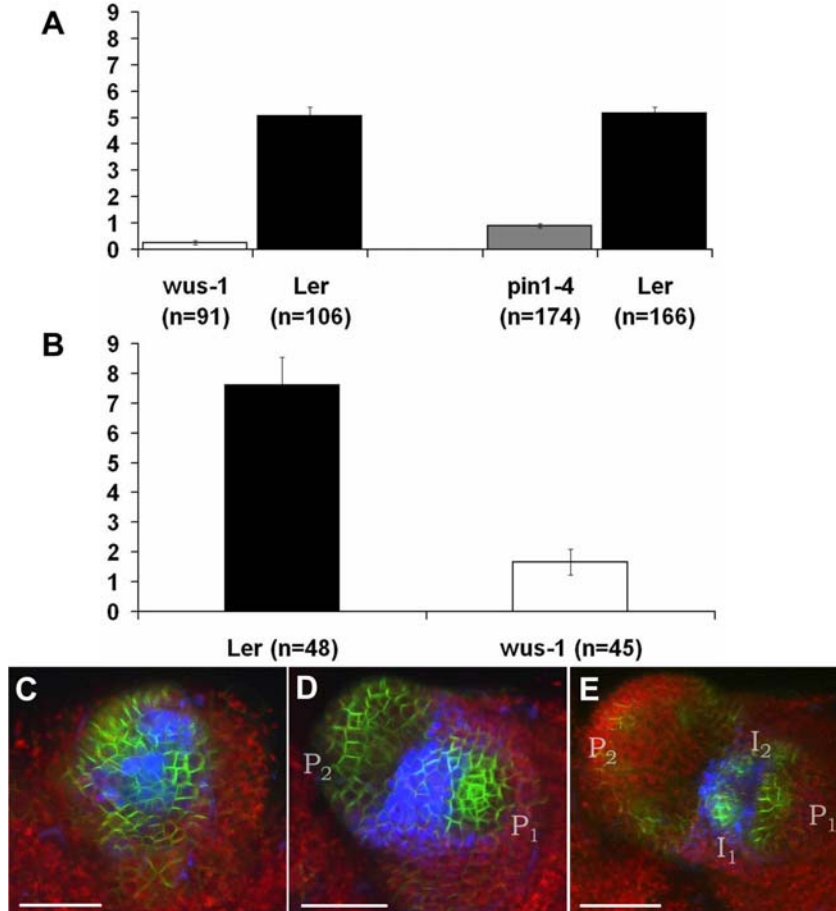 A
9
8
7
6
5
4
3
2
1
0
wus-1 Ler pin1-4 Ler
(n=91) (n=106) (n=174) (n=166)
B
9
8
7
6
5
4
3
2
1
0
Ler (n=48) wus-1 (n=45)
C D E
P2 I2 P2
P1 P1
I1